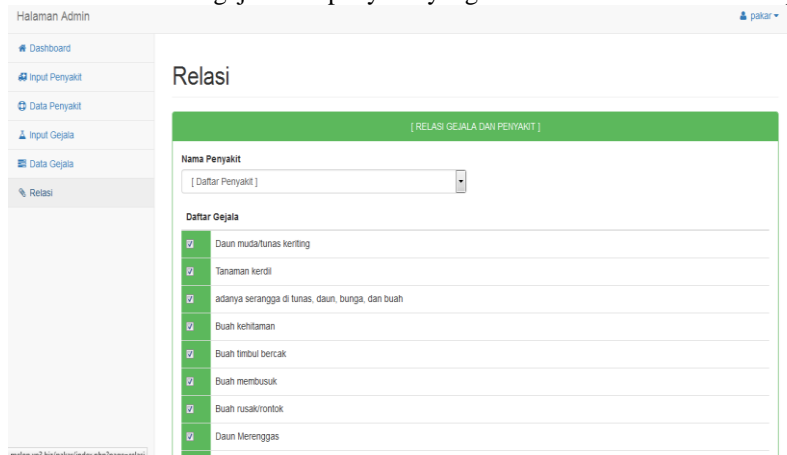 Halaman Admin
pakar
Dashboard
Input Penyakit
Data Penyakit
Input Gejala
Data Gejala
Relasi
Relasi
[ RELASI GEJALA DAN PENYAKIT ]
Nama Penyakit
[ Daftar Penyakit ]
Daftar Gejala
Daun muda/tunas keriting
Tanaman kerdil
adanya serangga di tunas, daun, bunga, dan buah
Buah kehitaman
Buah timbul bercak
Buah membusuk
Buah rusak/rontok
Daun Merenggas